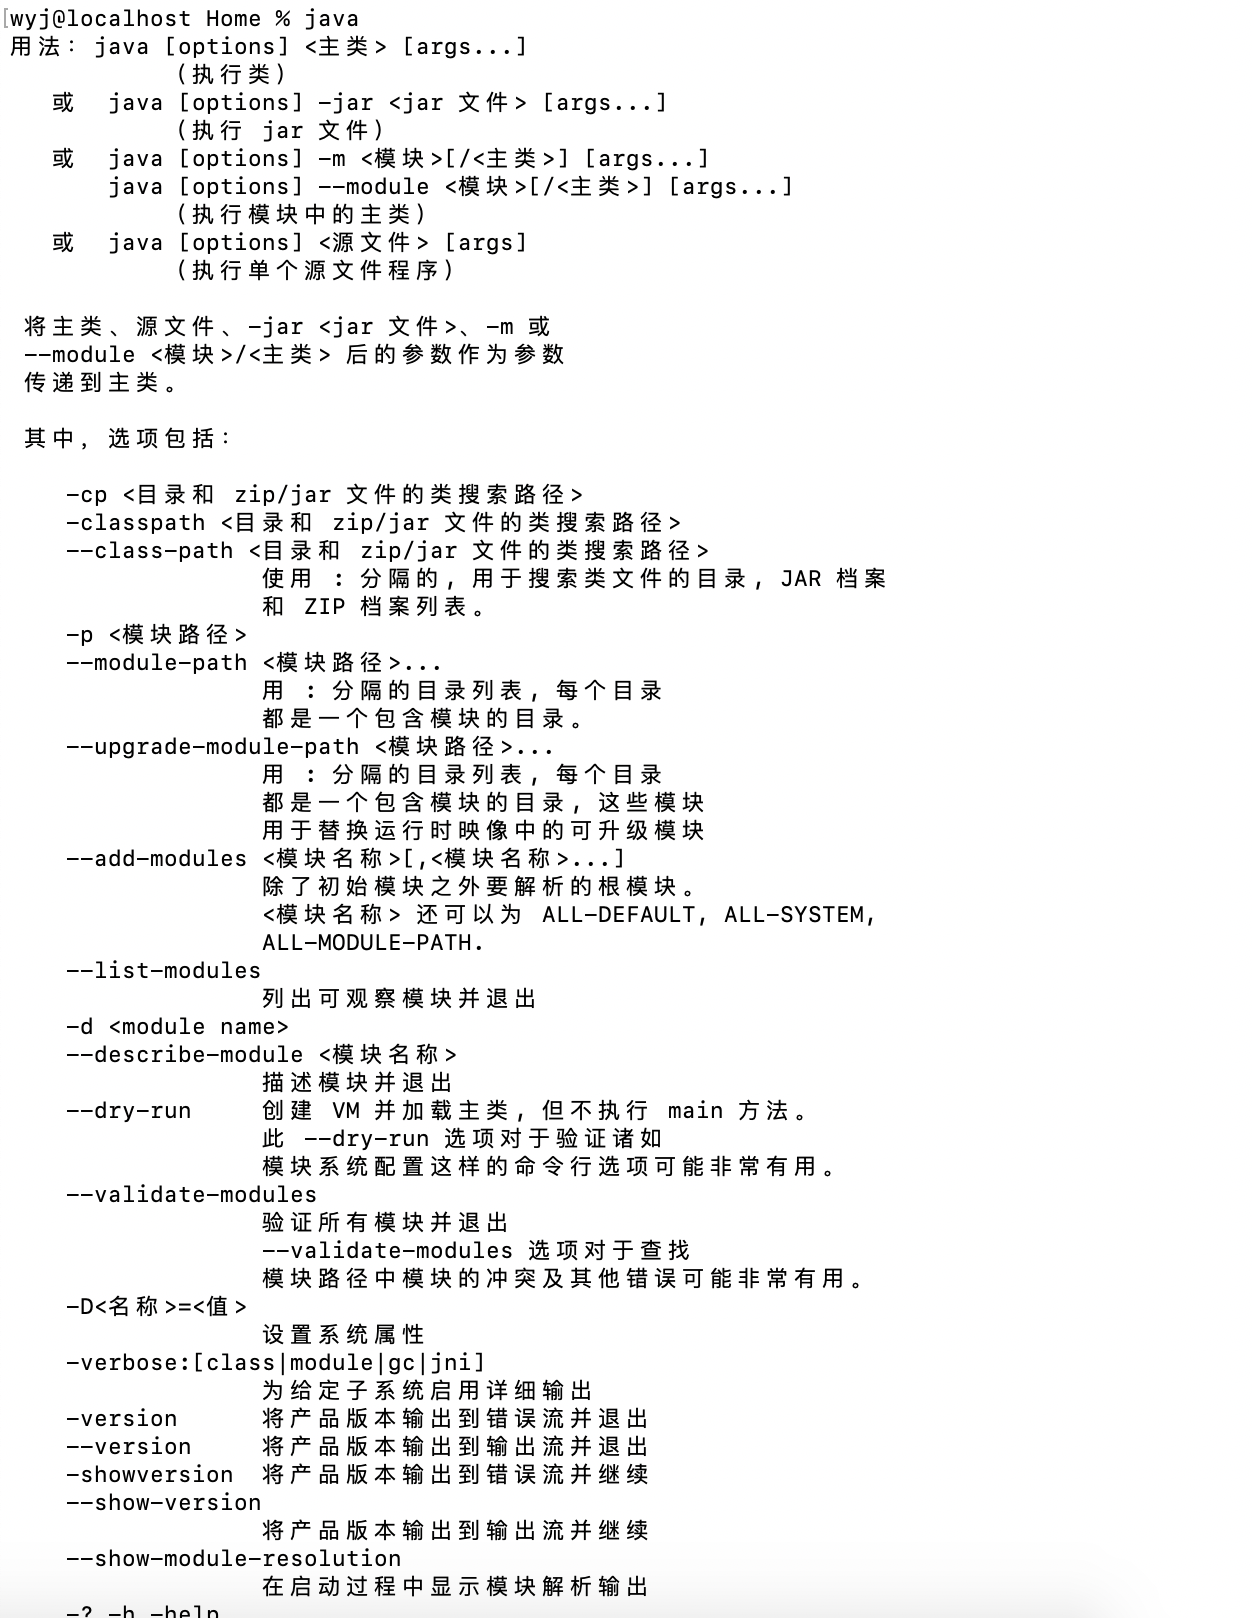 [wyj@localhost Home % java
用法：java [options] <主类> [args...]
（执行类）
或 java [options] -jar <jar 文件> [args...]
（执行 jar 文件）
或 java [options] -m <模块>[/<主类>] [args...]
java [options] --module <模块>[/<主类>] [args...]
（执行模块中的主类）
或 java [options] <源文件> [args]
（执行单个源文件程序）
将主类、源文件、-jar <jar 文件>、-m 或
--module <模块>/<主类> 后的参数作为参数
传递到主类。
其中，选项包括：
-cp <目录和 zip/jar 文件的类搜索路径>
-classpath <目录和 zip/jar 文件的类搜索路径>
--class-path <目录和 zip/jar 文件的类搜索路径>
使用 : 分隔的, 用于搜索类文件的目录, JAR 档案
和 ZIP 档案列表。
-p <模块路径>
--module-path <模块路径>...
用 : 分隔的目录列表, 每个目录
都是一个包含模块的目录。
--upgrade-module-path <模块路径>...
用 : 分隔的目录列表, 每个目录
都是一个包含模块的目录, 这些模块
用于替换运行时映像中的可升级模块
--add-modules <模块名称>[,<模块名称>...]
除了初始模块之外要解析的根模块。
<模块名称> 还可以为 ALL-DEFAULT, ALL-SYSTEM,
ALL-MODULE-PATH.
--list-modules
列出可观察模块并退出
-d <module name>
--describe-module <模块名称>
描述模块并退出
--dry-run 创建 VM 并加载主类, 但不执行 main 方法。
此 --dry-run 选项对于验证诸如
模块系统配置这样的命令行选项可能非常有用。
--validate-modules
验证所有模块并退出
--validate-modules 选项对于查找
模块路径中模块的冲突及其他错误可能非常有用。
-D<名称>=<值>
设置系统属性
-verbose:[class|module|gc|jni]
为给定子系统启用详细输出
-version 将产品版本输出到错误流并退出
--version 将产品版本输出到输出流并退出
-showversion 将产品版本输出到错误流并继续
--show-version
将产品版本输出到输出流并继续
--show-module-resolution
在启动过程中显示模块解析输出
-? -h -help